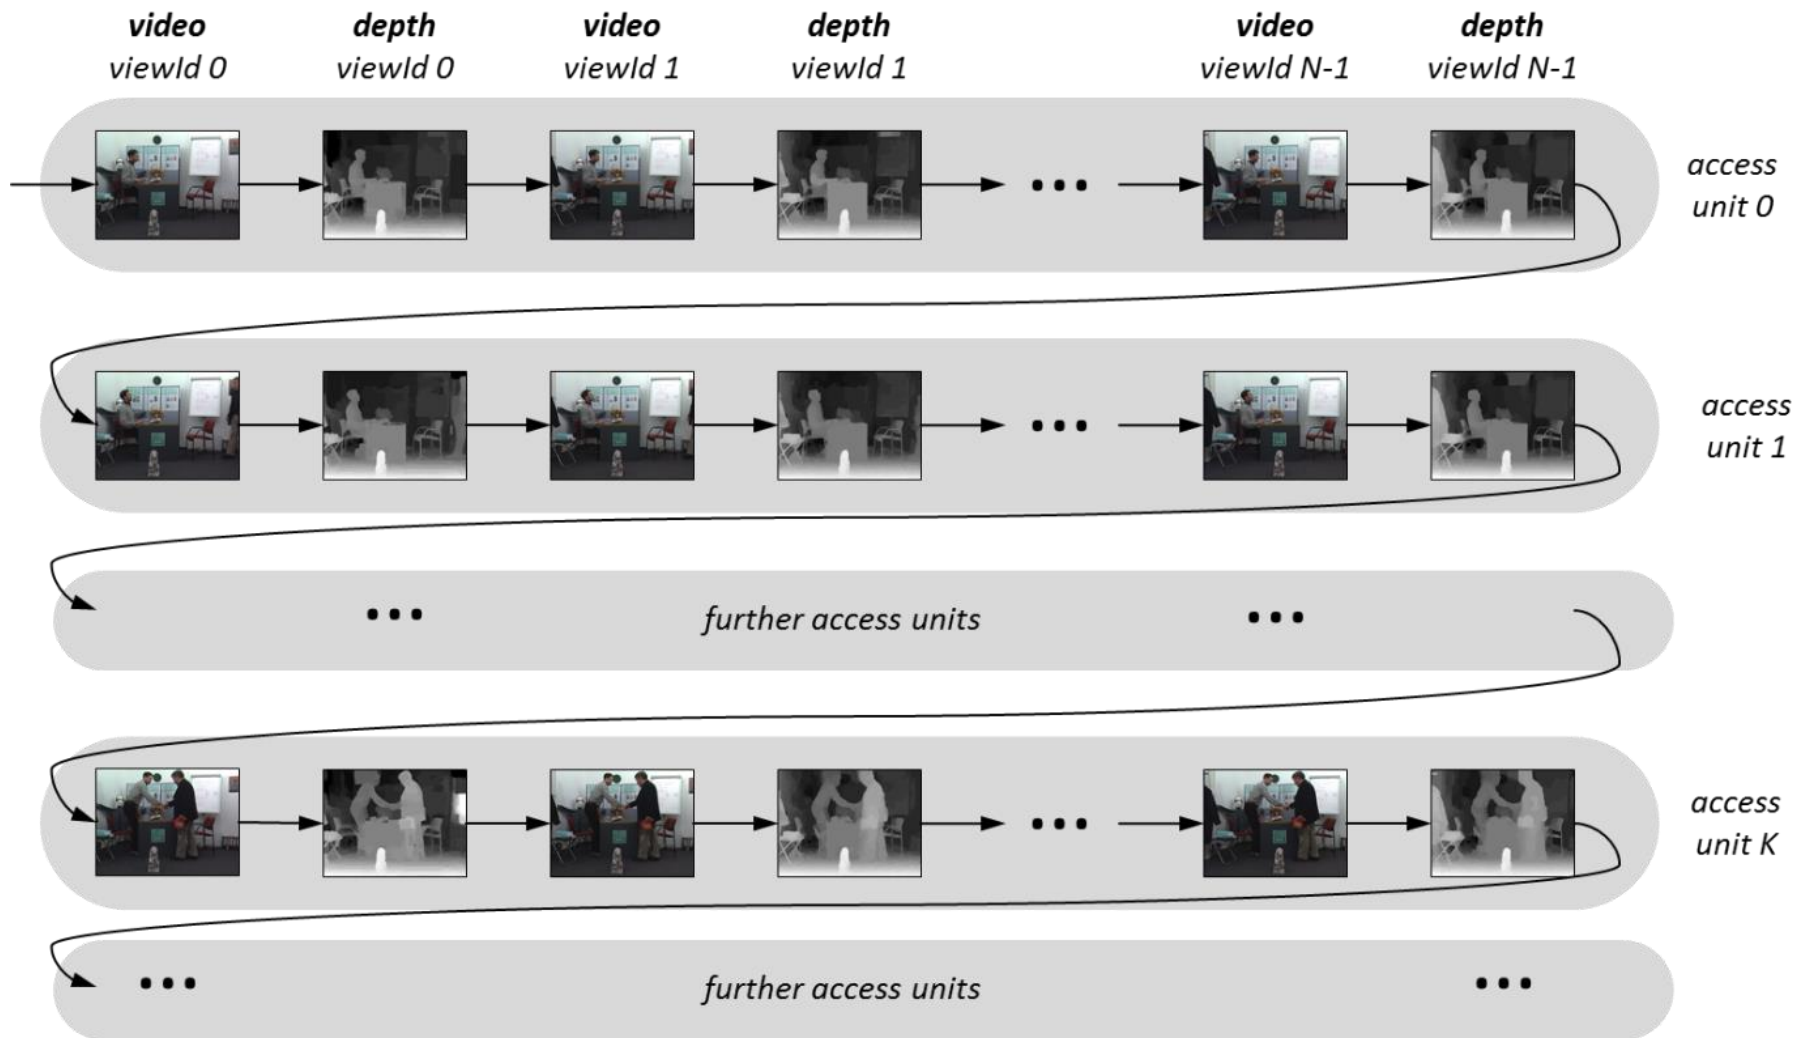 video depth video depth video depth
viewId 0 viewId 0 viewId 1 viewId 1 viewId N-1 viewId N-1
access
unit 0
access
unit 1
further access units
access
unit K
further access units